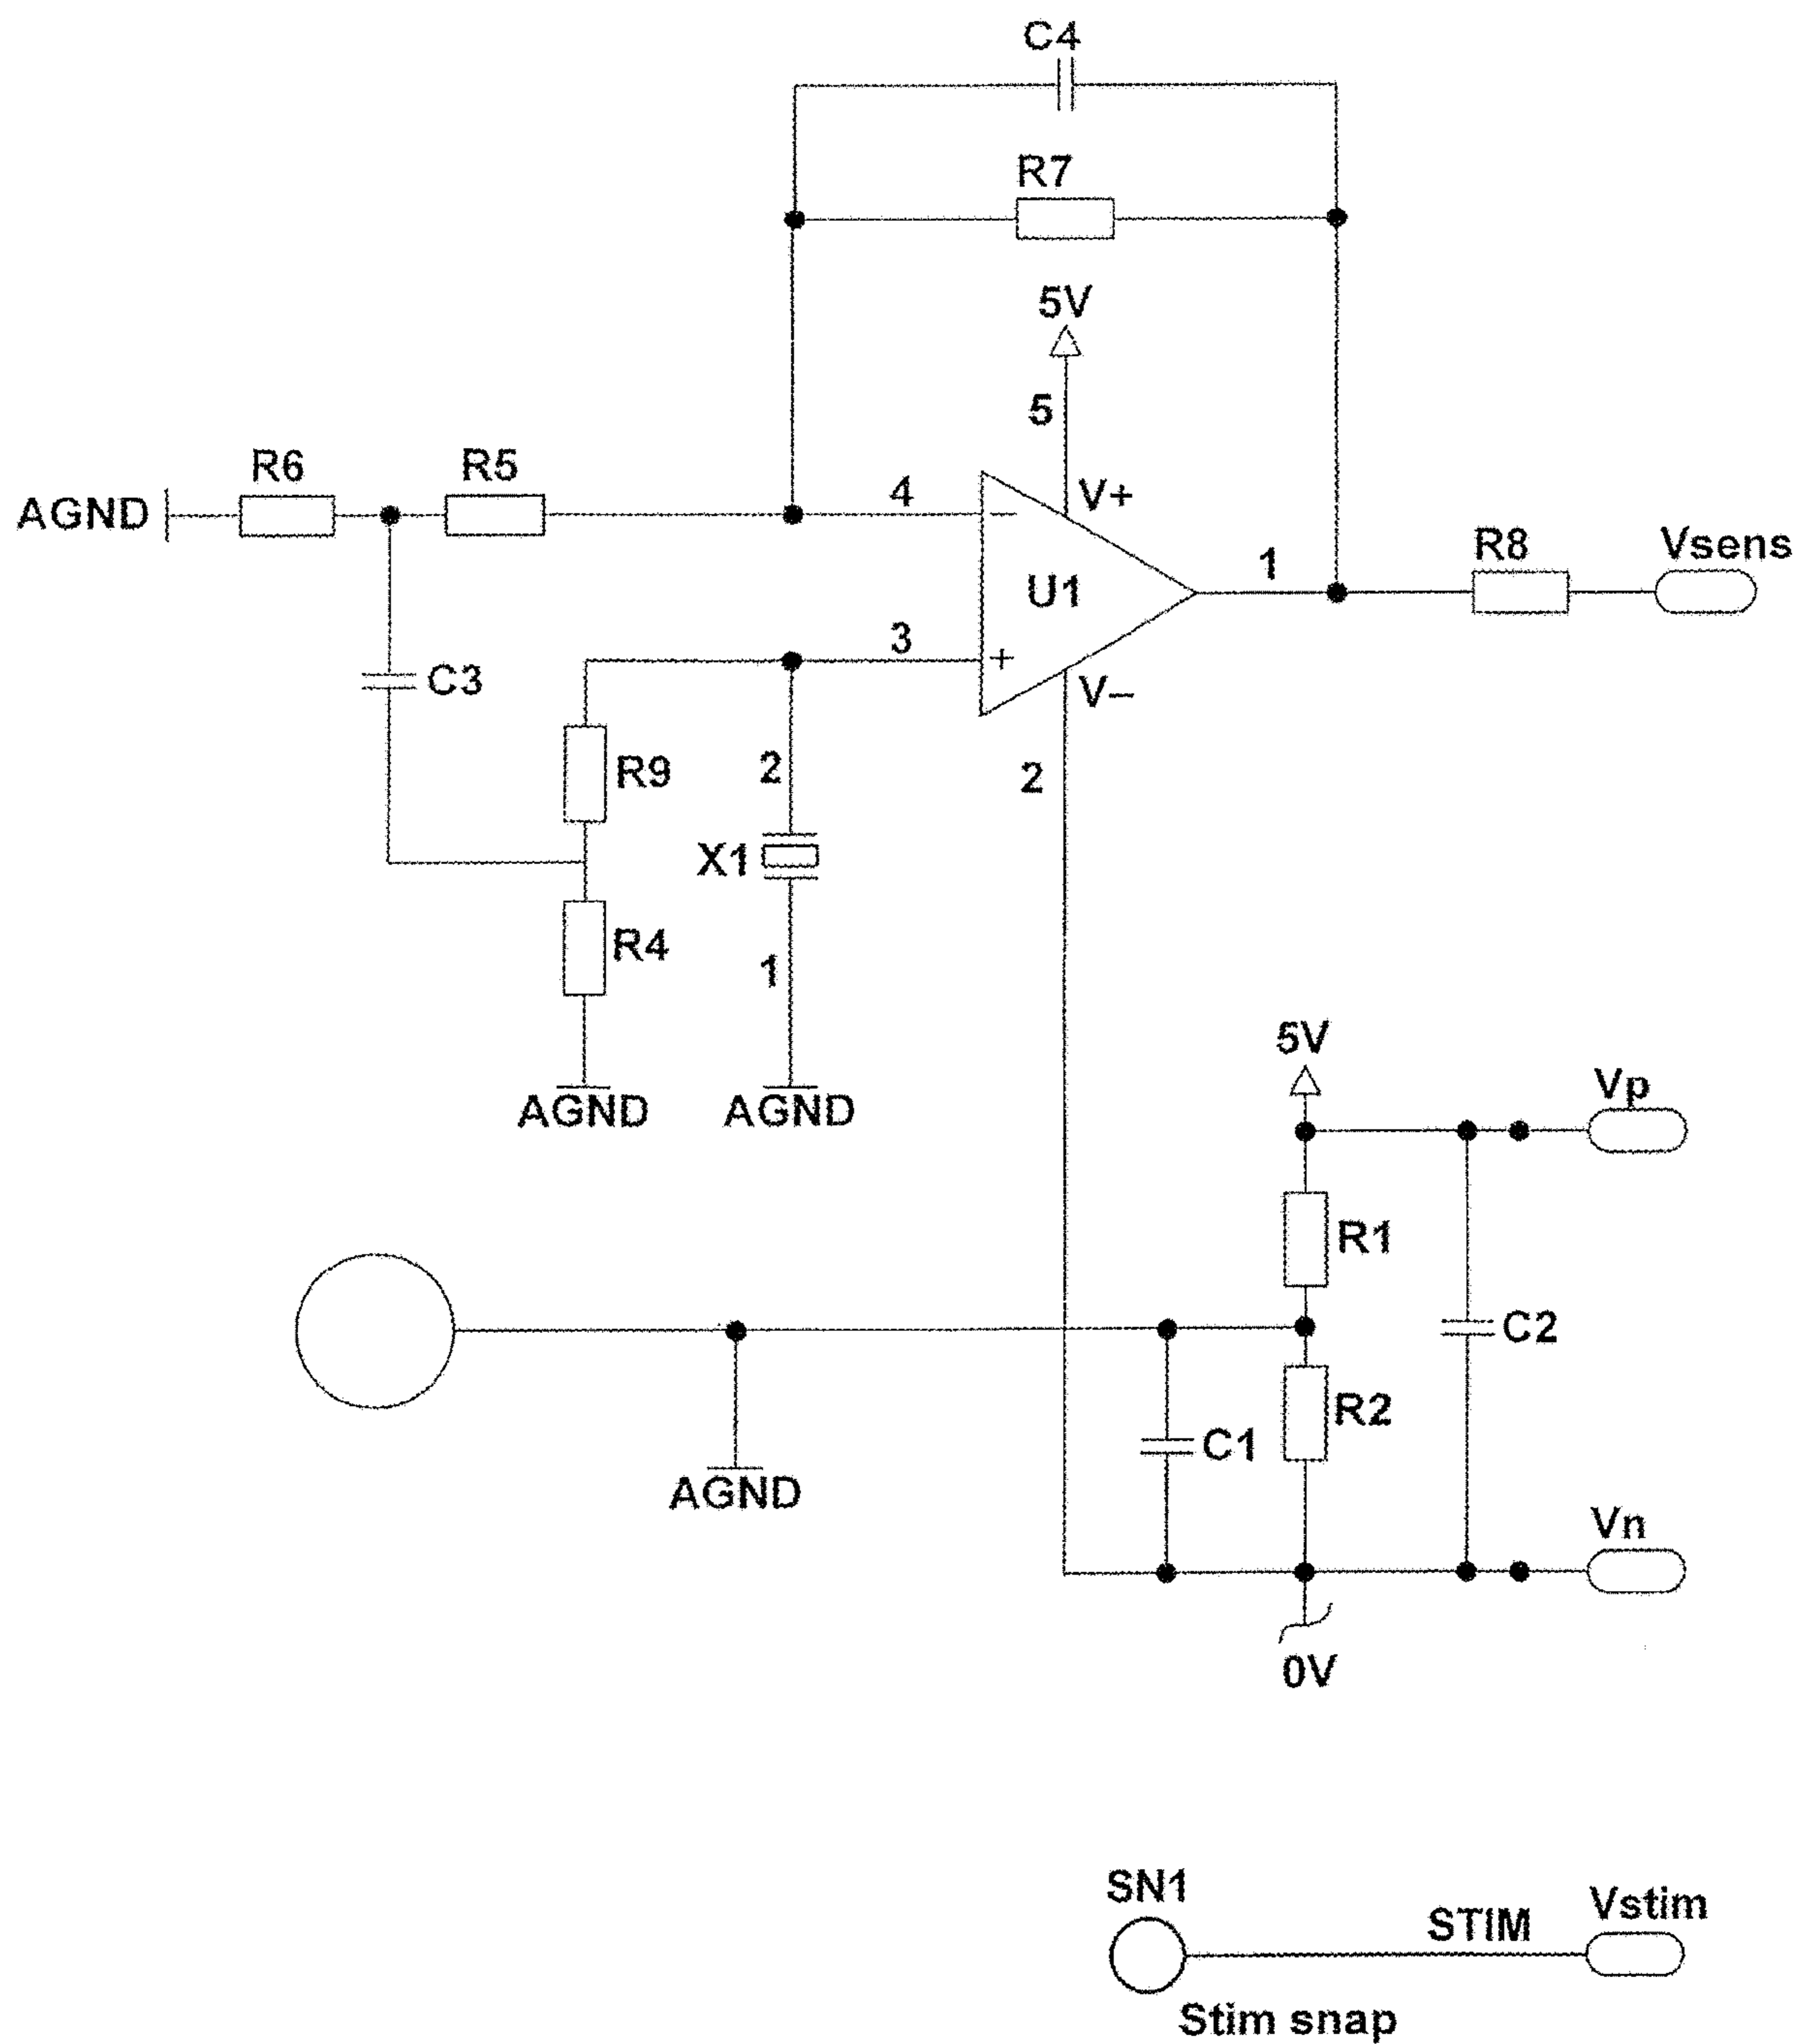 C4
R7
5V
5
R6
R5
AGND
4
−
V+
U1
1
R8
Vsens
3
+
V−
C3
2
R9
2
X1
R4
1
AGND
AGND
5V
Vp
R1
C2
R2
C1
AGND
Vn
0V
SN1
STIM
Vstim
Stim snap